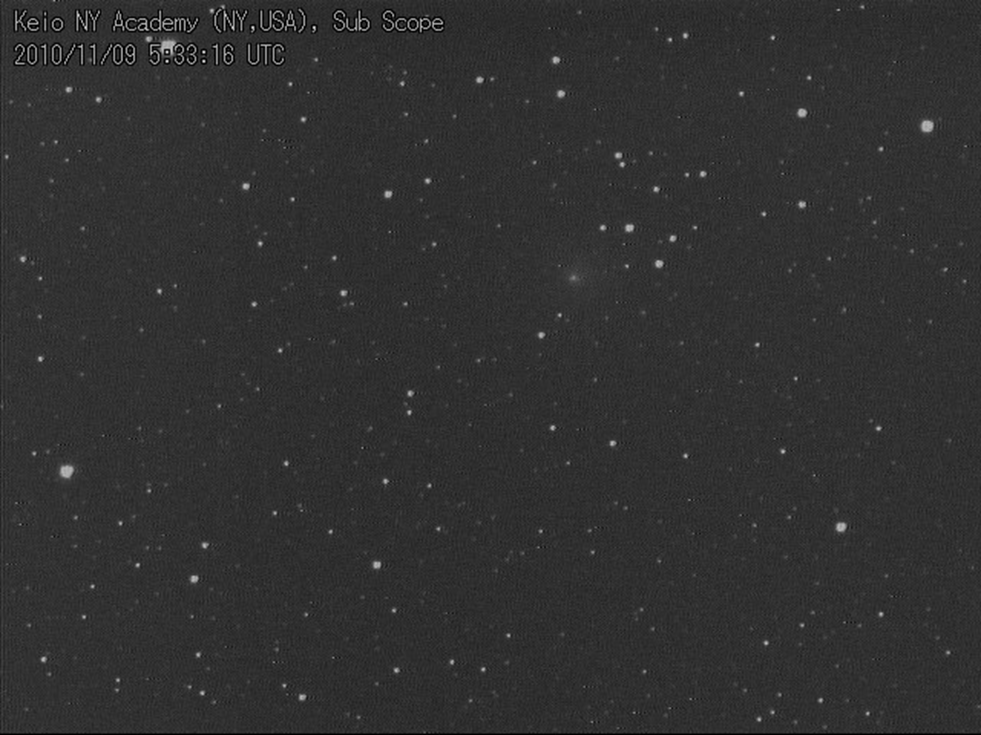 Keio NY Academy (NY,USA), Sub Scope
2010/11/09 5:33:16 UTC